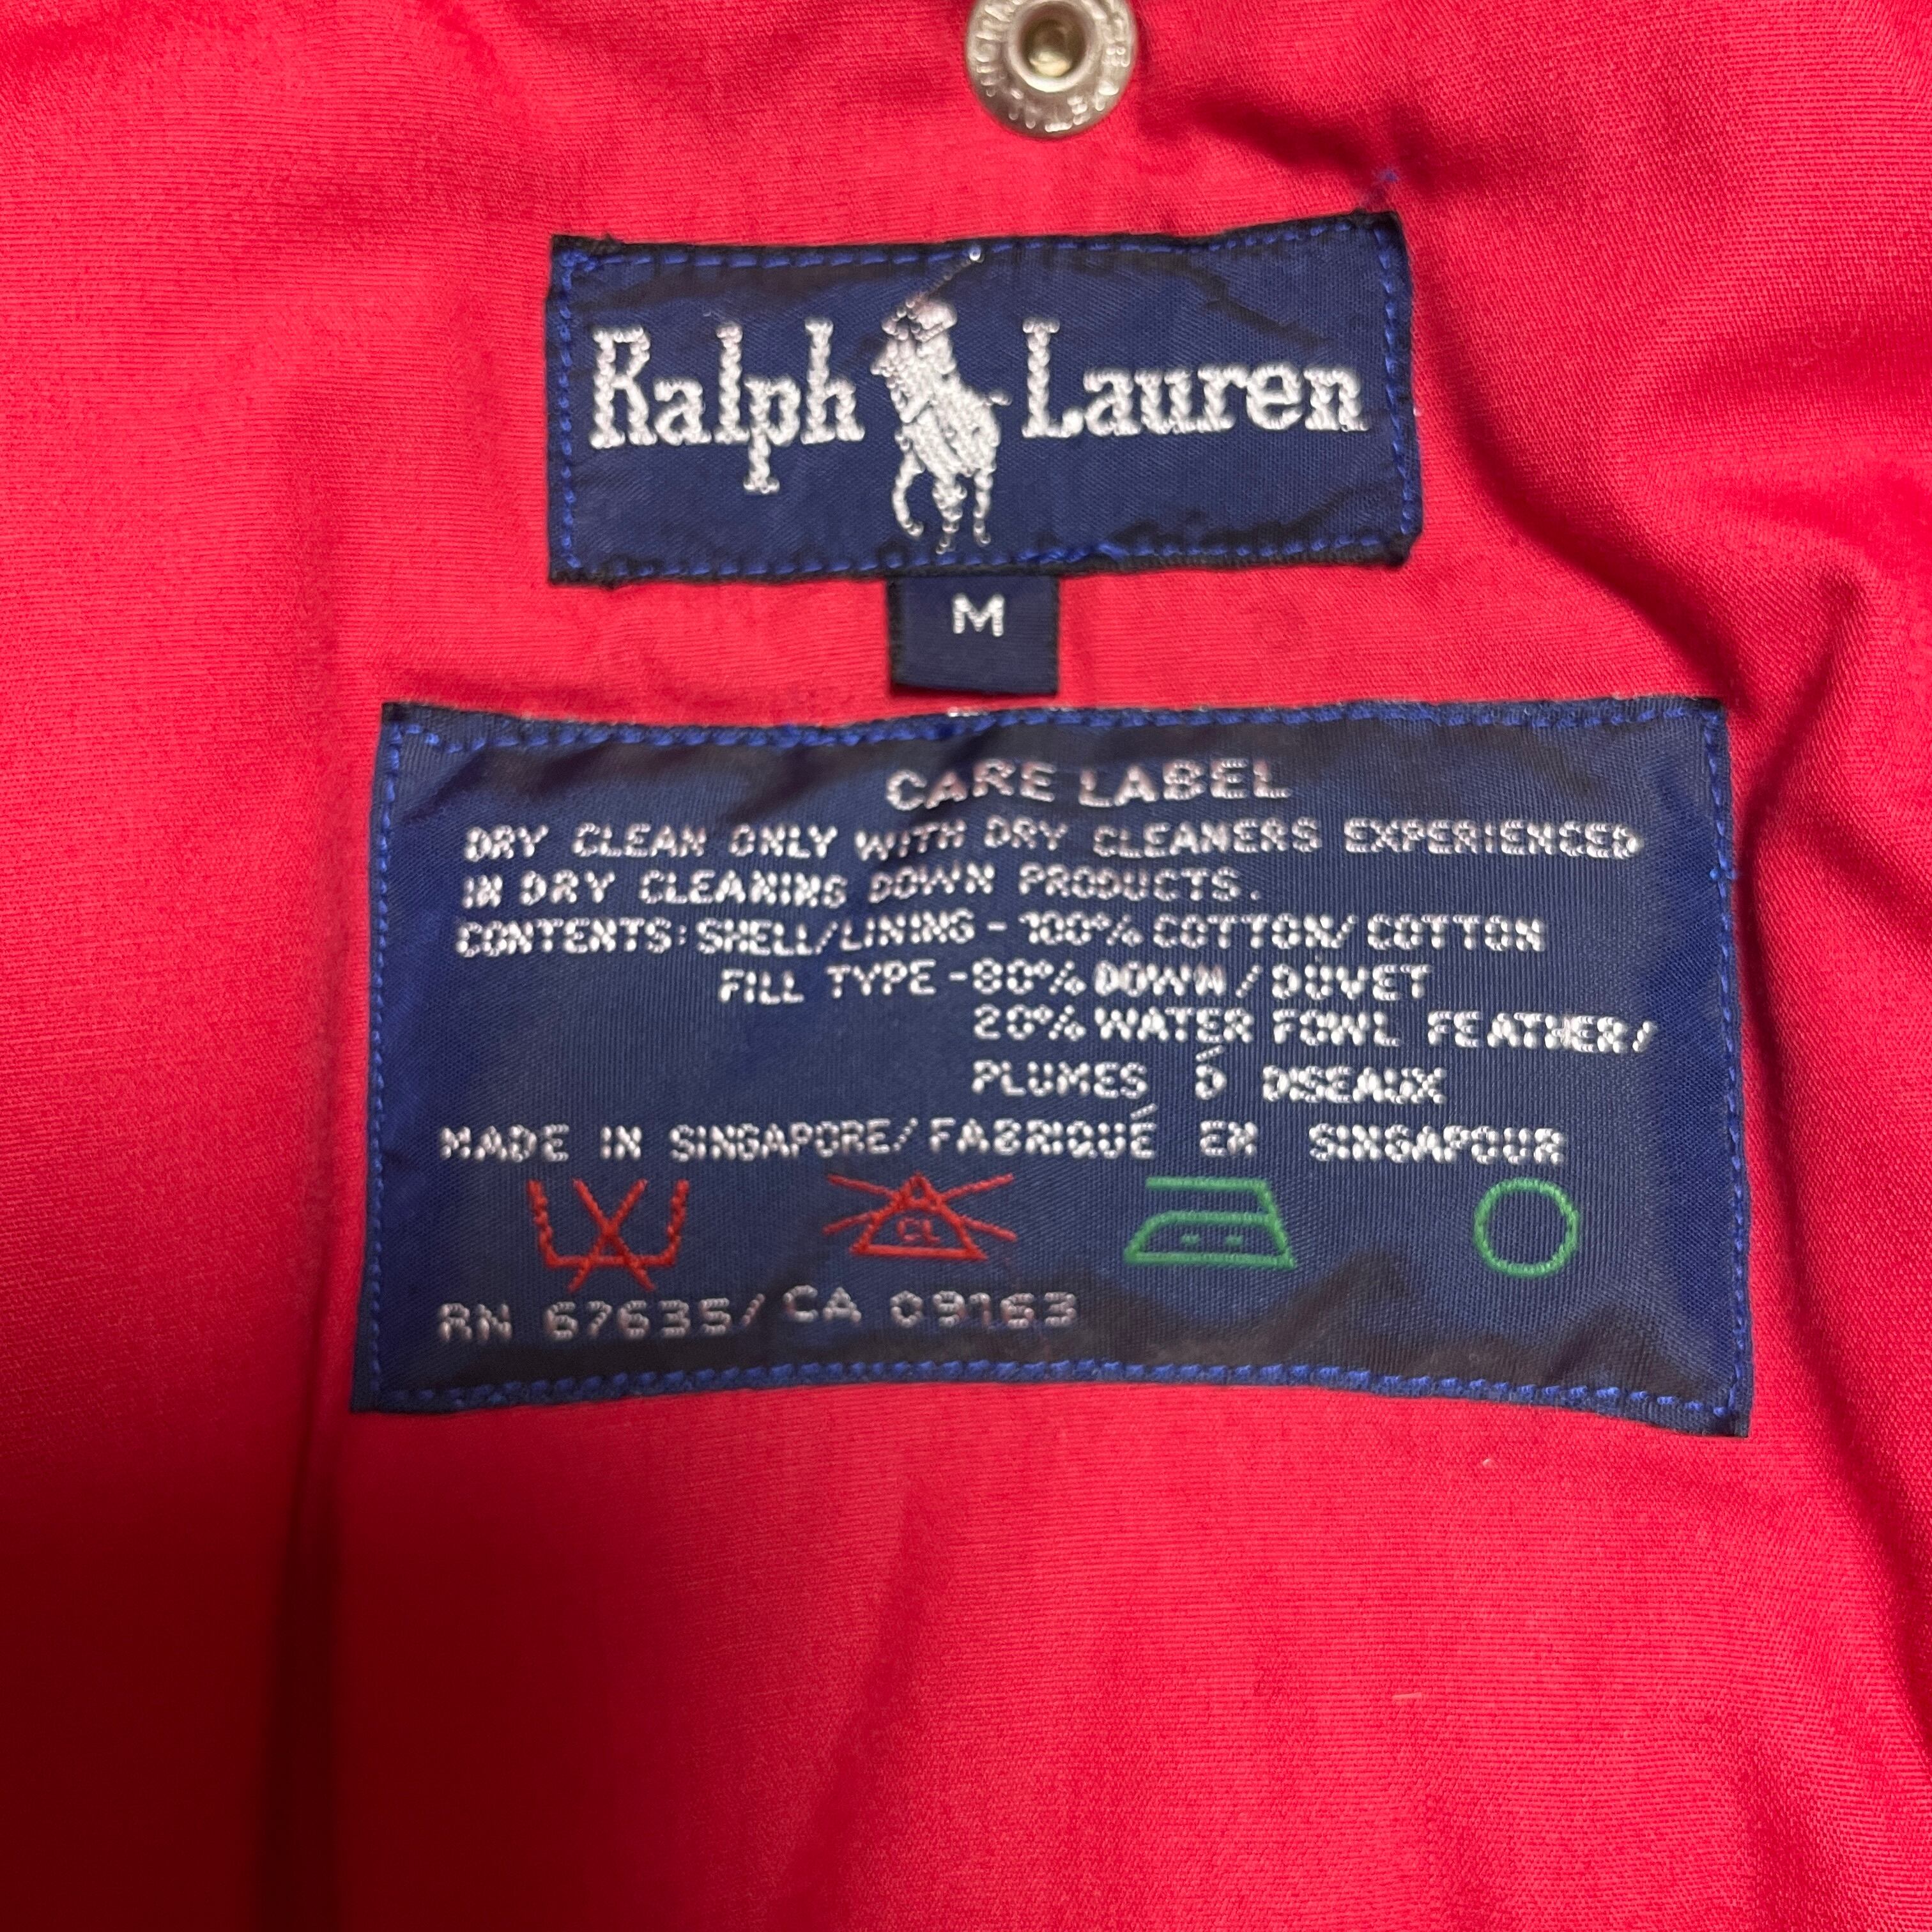 Ralph Lauren
M
CARE LABEL
DRY CLEAN ONLY WITH DRY CLEANERS EXPERIENCED
IN DRY CLEANING DOWN PRODUCTS.
CONTENTS: SHELL/LINING - 100% COTTON/COTTON
FILL TYPE - 80% DOWN/DUVET
20% WATER FOWL FEATHER/
PLUMES Ó OISEAUX
MADE IN SINGAPORE/FABRIQUÉ EN SINGAPOUR
CL
RN 67635/CA 09163